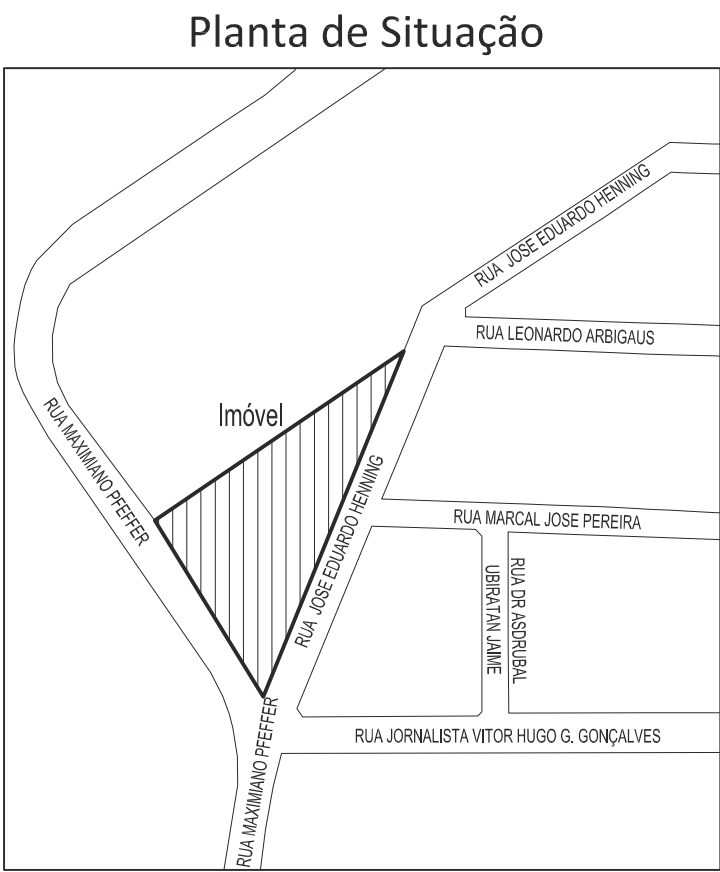 Planta de Situação
RUA JOSE EDUARDO HENNING
RUA LEONARDO ARBIGAUS
Imóvel
RUA MAXIMIANO PFEFFER
RUA JOSE EDUARDO HENNING
RUA MARCAL JOSE PEREIRA
RUA DR ASDRUBAL
UBIRATAN JAIME
RUA JORNALISTA VITOR HUGO G. GONÇALVES
RUA MAXIMIANO PFEFFER